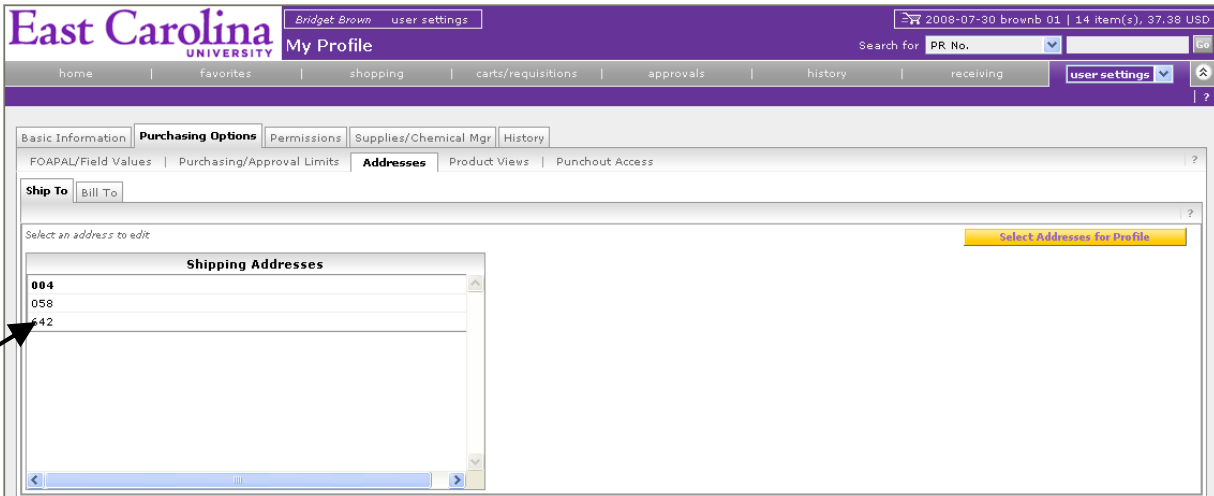 East Carolina
UNIVERSITY
Bridget Brown user settings
2008-07-30 brownb 01 | 14 item(s), 37.38 USD
My Profile
Search for PR No. Go
home | favorites | shopping | carts/requisitions | approvals | history | receiving | user settings
| ?
Basic Information Purchasing Options Permissions Supplies/Chemical Mgr History
FOAPAL/Field Values | Purchasing/Approval Limits Addresses Product Views | Punchout Access ?
Ship To Bill To
?
Select an address to edit
Select Addresses for Profile
Shipping Addresses
004
058
642